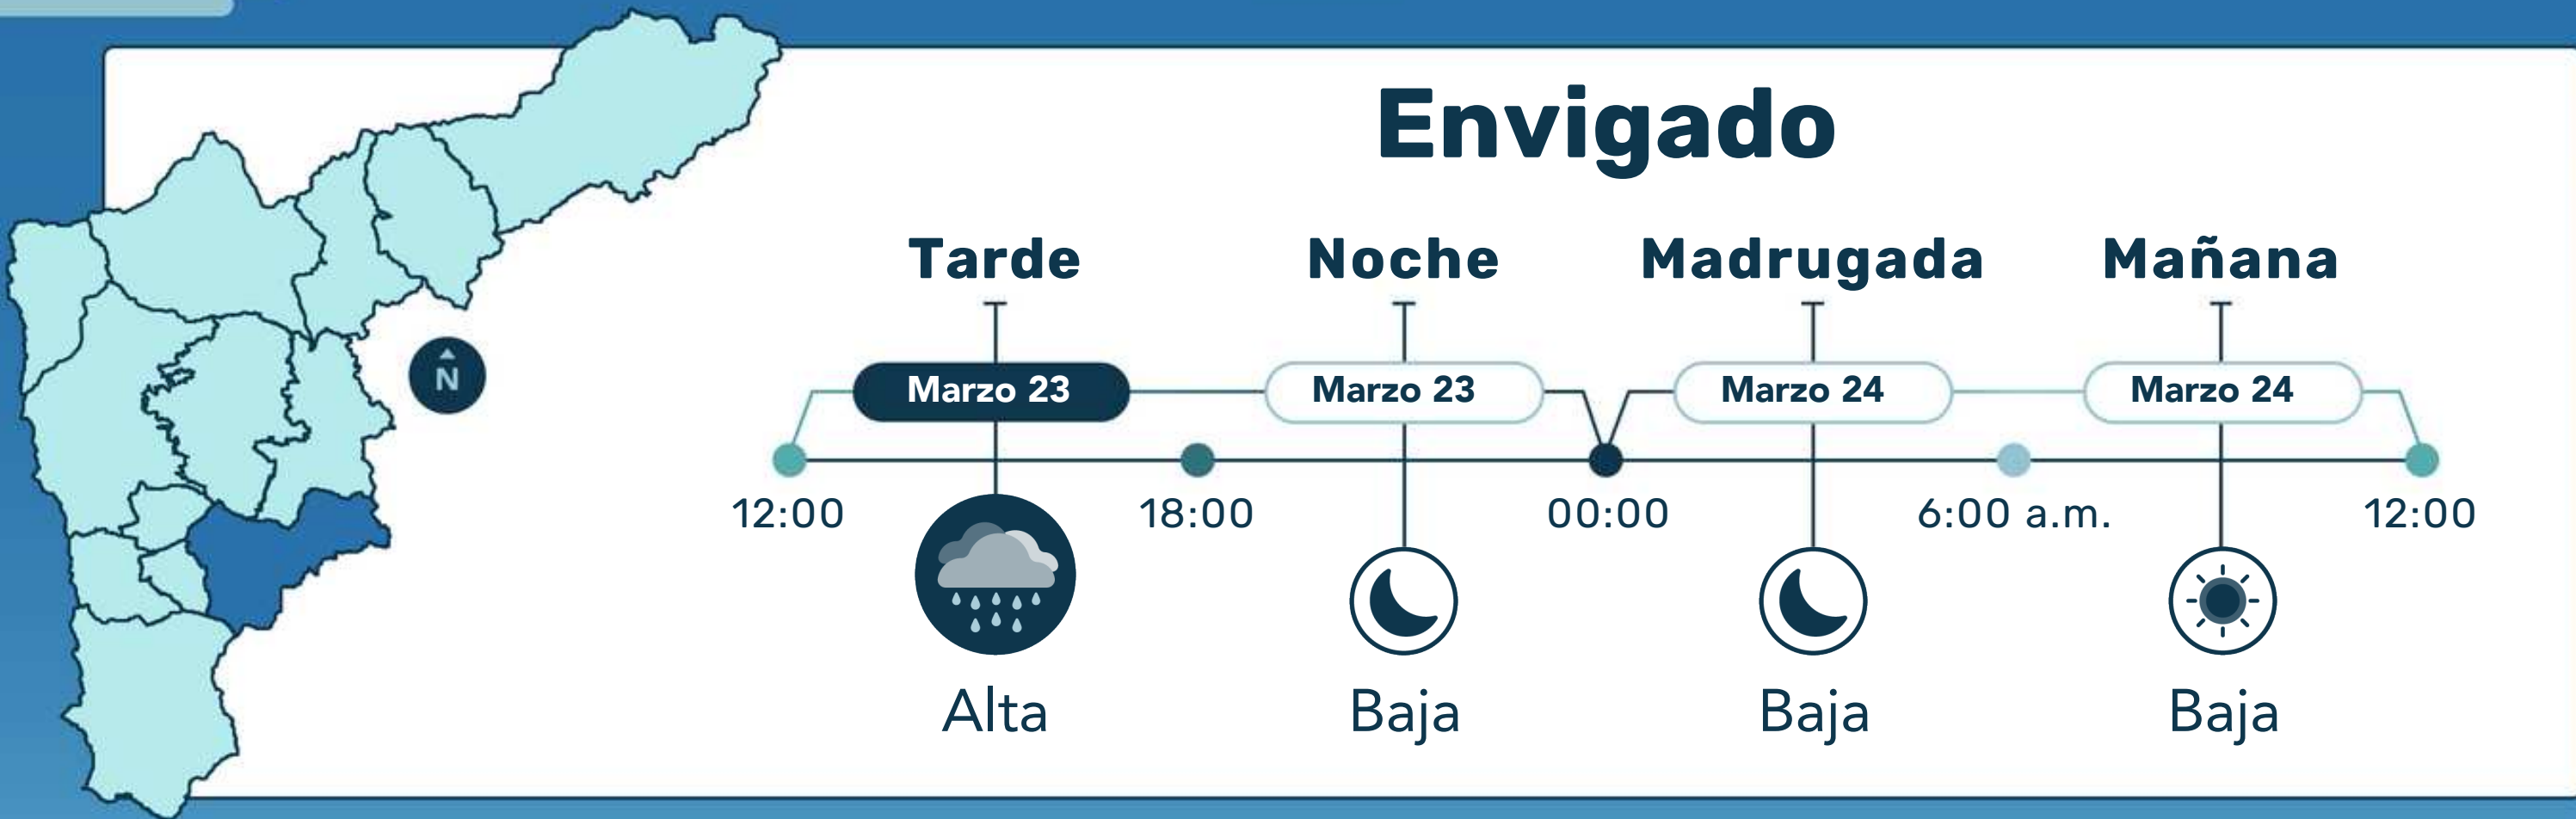 Envigado
Tarde Noche Madrugada Mañana
N
Marzo 23 Marzo 23 Marzo 24 Marzo 24
12:00 18:00 00:00 6:00 a.m. 12:00
Alta Baja Baja Baja